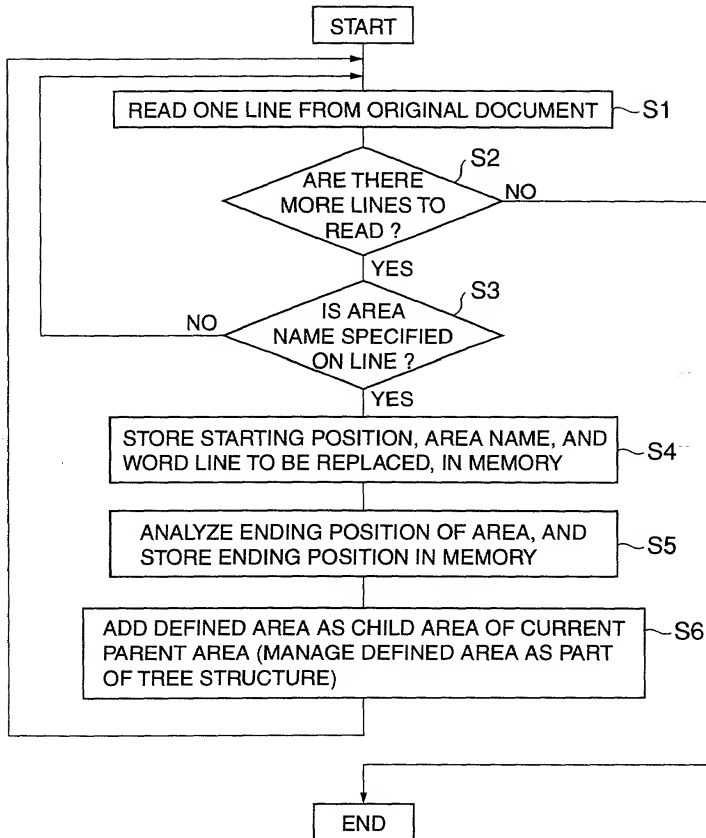 START
READ ONE LINE FROM ORIGINAL DOCUMENT
S1
S2
ARE THERE
MORE LINES TO
READ ?
NO
YES
S3
IS AREA
NAME SPECIFIED
ON LINE ?
NO
YES
STORE STARTING POSITION, AREA NAME, AND
WORD LINE TO BE REPLACED, IN MEMORY
S4
ANALYZE ENDING POSITION OF AREA, AND
STORE ENDING POSITION IN MEMORY
S5
ADD DEFINED AREA AS CHILD AREA OF CURRENT
PARENT AREA (MANAGE DEFINED AREA AS PART
OF TREE STRUCTURE)
S6
END